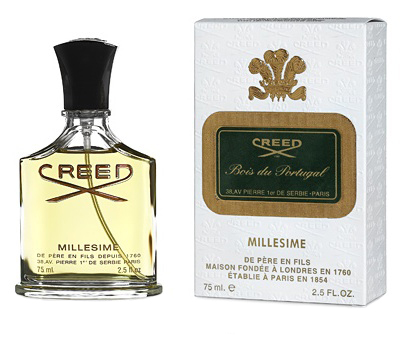 CREED
MILLESIME
DE PÈRE EN FILS DEPUIS 1760
38.AV. PIERRE 1er DE SERBIE - PARIS
75 ml 2.5 fl.oz
CREED
Bois du Portugal
38.AV PIERRE 1er DE SERBIE-PARIS
MILLESIME
DE PÈRE EN FILS
MAISON FONDÉE À LONDRES EN 1760
ÉTABLIE À PARIS EN 1854
75 ml. 2.5 FL.OZ.